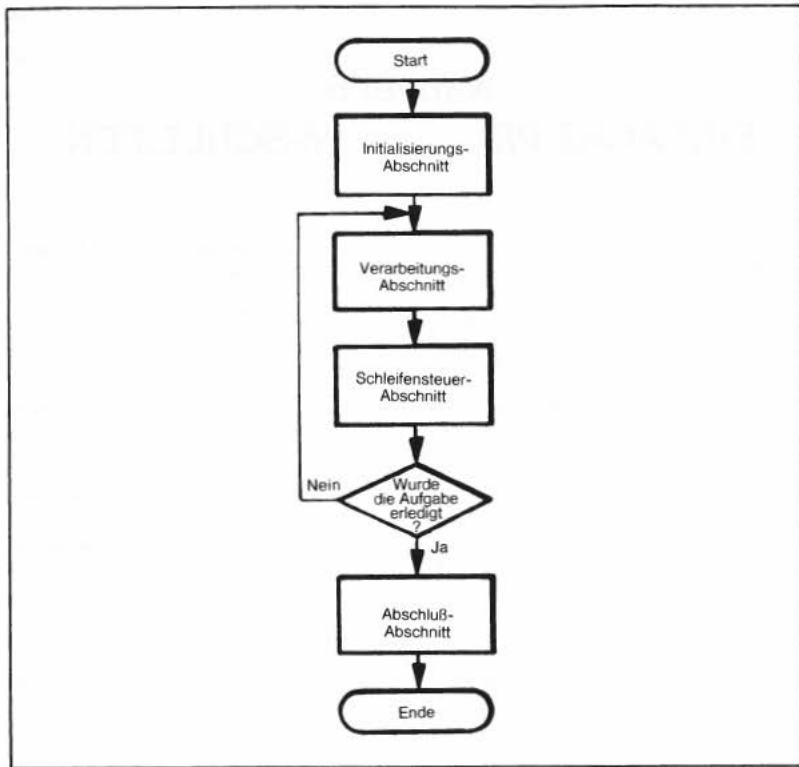 Start
Initialisierungs-
Abschnitt
Verarbeitungs-
Abschnitt
Schleifensteuer-
Abschnitt
Nein
Wurde
die Aufgabe
erledigt
?
Ja
Abschluß-
Abschnitt
Ende